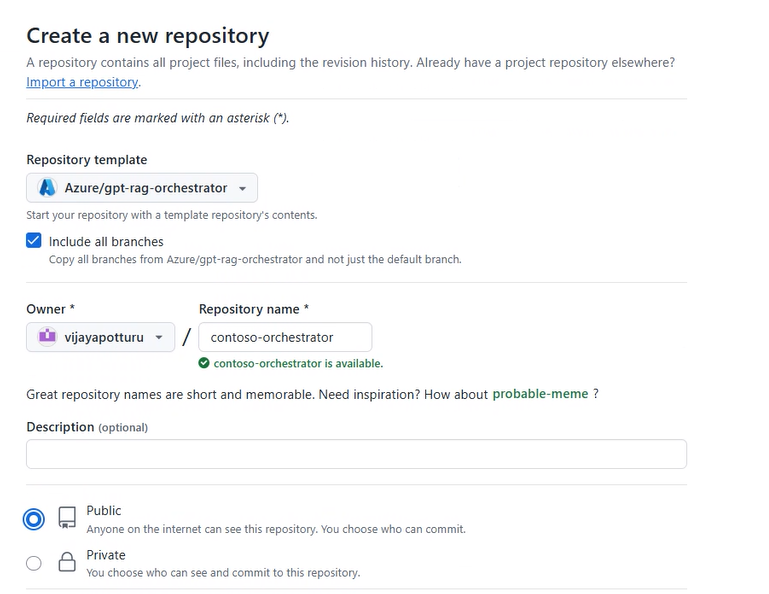 Create a new repository
A repository contains all project files, including the revision history. Already have a project repository elsewhere?
Import a repository.
Required fields are marked with an asterisk (*).
Repository template
Azure/gpt-rag-orchestrator
Start your repository with a template repository's contents.
Include all branches
Copy all branches from Azure/gpt-rag-orchestrator and not just the default branch.
Owner * Repository name *
vijayapotturu / contoso-orchestrator
contoso-orchestrator is available.
Great repository names are short and memorable. Need inspiration? How about probable-meme ?
Description (optional)
Public
Anyone on the internet can see this repository. You choose who can commit.
Private
You choose who can see and commit to this repository.